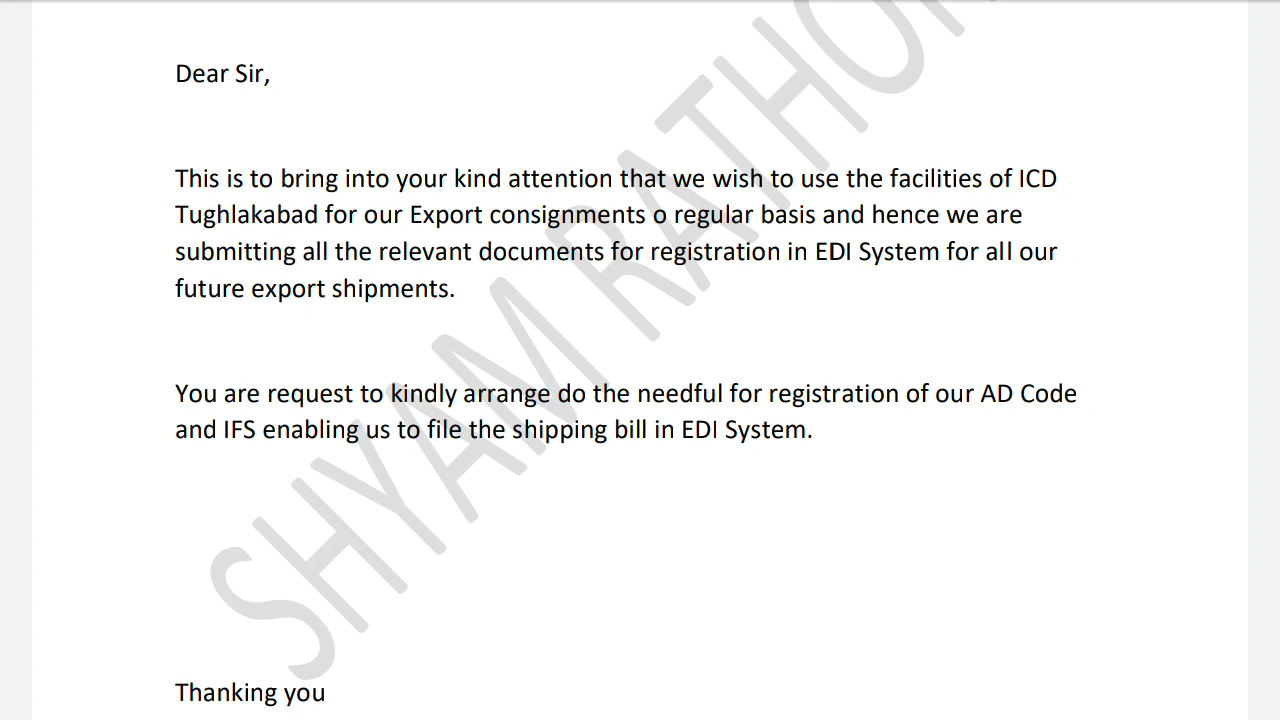 Dear Sir,
This is to bring into your kind attention that we wish to use the facilities of ICD
Tughlakabad for our Export consignments o regular basis and hence we are
submitting all the relevant documents for registration in EDI System for all our
future export shipments.
You are request to kindly arrange do the needful for registration of our AD Code
and IFS enabling us to file the shipping bill in EDI System.
Thanking you
SHYAM RATHO